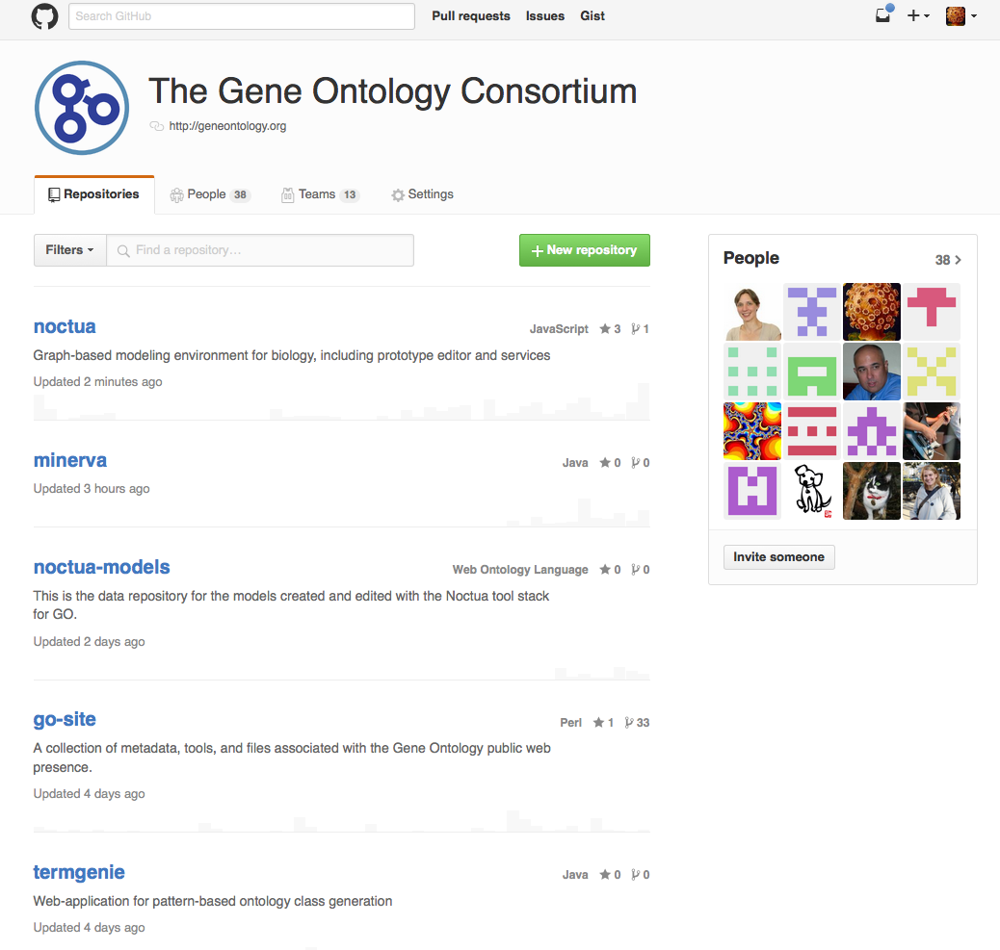 Search GitHub
Pull requests Issues Gist
go
The Gene Ontology Consortium
http://geneontology.org
Repositories People 38 Teams 13 Settings
Filters Find a repository… New repository
noctua JavaScript 3 1
Graph-based modeling environment for biology, including prototype editor and services
Updated 2 minutes ago
minerva Java 0 0
Updated 3 hours ago
noctua-models Web Ontology Language 0 0
This is the data repository for the models created and edited with the Noctua tool stack
for GO.
Updated 2 days ago
go-site Perl 1 33
A collection of metadata, tools, and files associated with the Gene Ontology public web
presence.
Updated 4 days ago
termgenie Java 0 0
Web-application for pattern-based ontology class generation
Updated 4 days ago
People 38
Invite someone